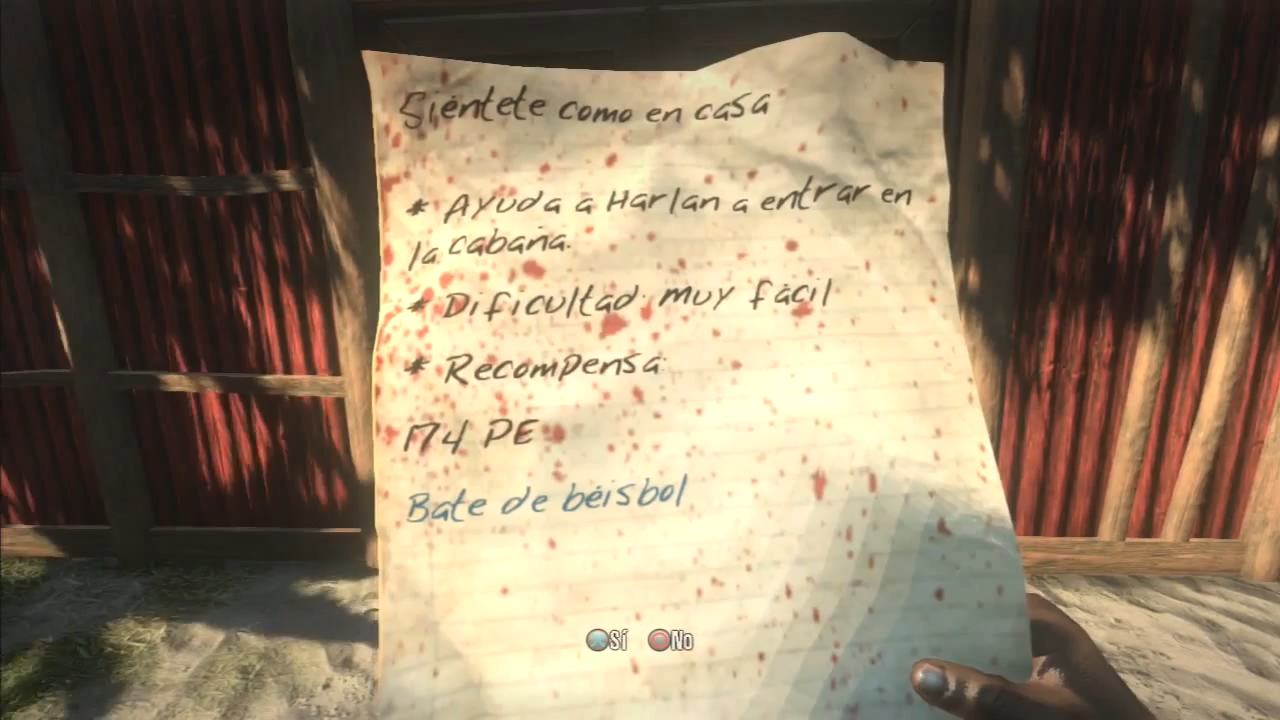 Siéntete como en casa
* Ayuda a Harlan a entrar en
la cabaña.
* Dificultad: muy fácil
* Recompensa:
174 PE
Bate de béisbol
Sí No